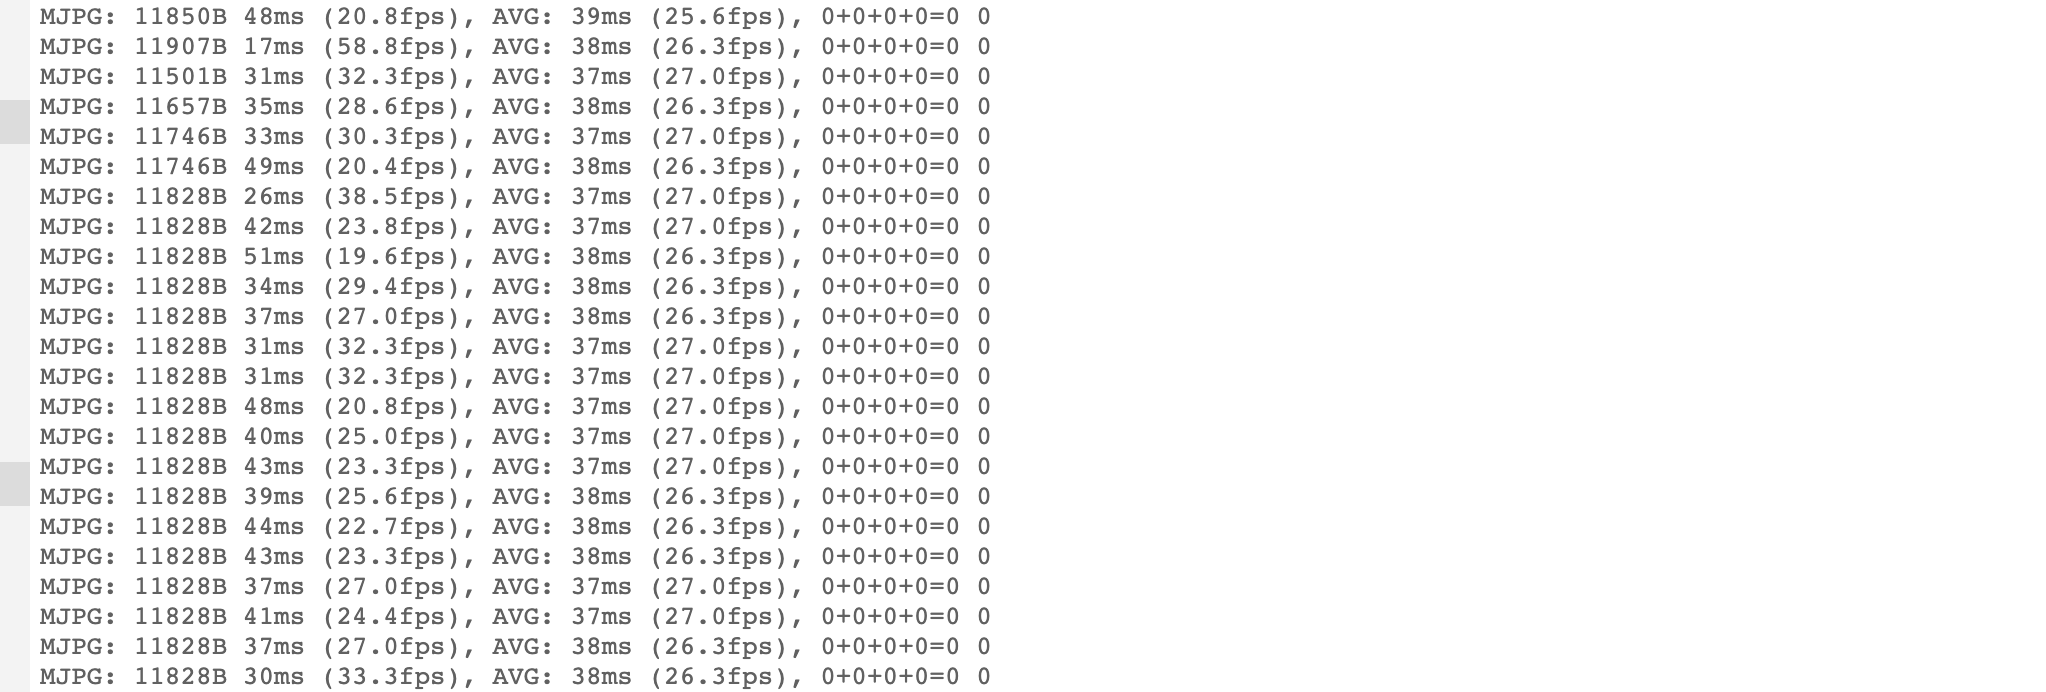 MJPG: 11850B 48ms (20.8fps), AVG: 39ms (25.6fps), 0+0+0+0=0 0
MJPG: 11907B 17ms (58.8fps), AVG: 38ms (26.3fps), 0+0+0+0=0 0
MJPG: 11501B 31ms (32.3fps), AVG: 37ms (27.0fps), 0+0+0+0=0 0
MJPG: 11657B 35ms (28.6fps), AVG: 38ms (26.3fps), 0+0+0+0=0 0
MJPG: 11746B 33ms (30.3fps), AVG: 37ms (27.0fps), 0+0+0+0=0 0
MJPG: 11746B 49ms (20.4fps), AVG: 38ms (26.3fps), 0+0+0+0=0 0
MJPG: 11828B 26ms (38.5fps), AVG: 37ms (27.0fps), 0+0+0+0=0 0
MJPG: 11828B 42ms (23.8fps), AVG: 37ms (27.0fps), 0+0+0+0=0 0
MJPG: 11828B 51ms (19.6fps), AVG: 38ms (26.3fps), 0+0+0+0=0 0
MJPG: 11828B 34ms (29.4fps), AVG: 38ms (26.3fps), 0+0+0+0=0 0
MJPG: 11828B 37ms (27.0fps), AVG: 38ms (26.3fps), 0+0+0+0=0 0
MJPG: 11828B 31ms (32.3fps), AVG: 37ms (27.0fps), 0+0+0+0=0 0
MJPG: 11828B 31ms (32.3fps), AVG: 37ms (27.0fps), 0+0+0+0=0 0
MJPG: 11828B 48ms (20.8fps), AVG: 37ms (27.0fps), 0+0+0+0=0 0
MJPG: 11828B 40ms (25.0fps), AVG: 37ms (27.0fps), 0+0+0+0=0 0
MJPG: 11828B 43ms (23.3fps), AVG: 37ms (27.0fps), 0+0+0+0=0 0
MJPG: 11828B 39ms (25.6fps), AVG: 38ms (26.3fps), 0+0+0+0=0 0
MJPG: 11828B 44ms (22.7fps), AVG: 38ms (26.3fps), 0+0+0+0=0 0
MJPG: 11828B 43ms (23.3fps), AVG: 38ms (26.3fps), 0+0+0+0=0 0
MJPG: 11828B 37ms (27.0fps), AVG: 37ms (27.0fps), 0+0+0+0=0 0
MJPG: 11828B 41ms (24.4fps), AVG: 37ms (27.0fps), 0+0+0+0=0 0
MJPG: 11828B 37ms (27.0fps), AVG: 38ms (26.3fps), 0+0+0+0=0 0
MJPG: 11828B 30ms (33.3fps), AVG: 38ms (26.3fps), 0+0+0+0=0 0